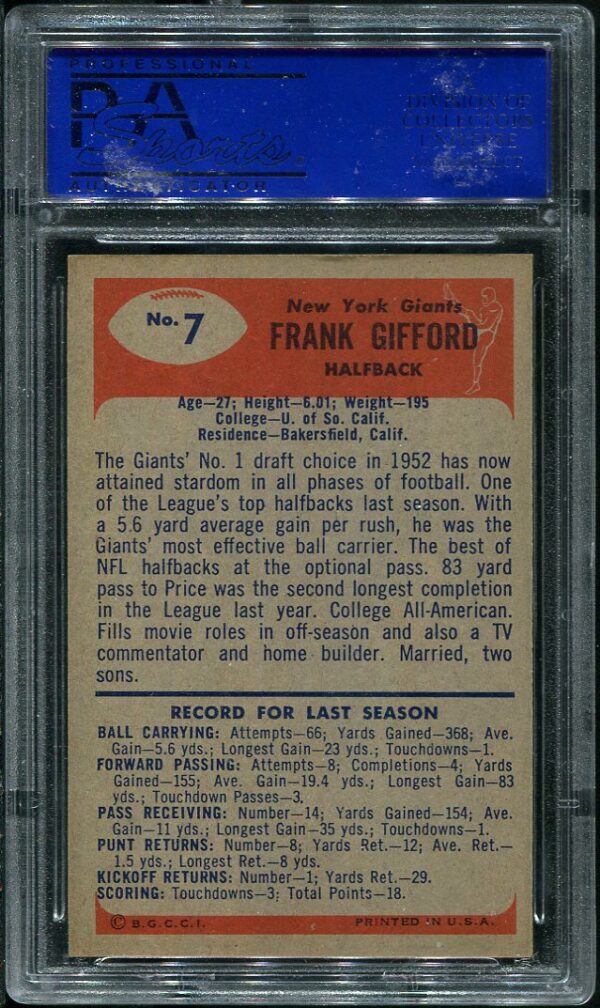 PROFESSIONAL
PSA
Sports
AUTHENTICATOR
A
DIVISION OF
COLLECTORS
UNIVERSE
No. 7
New York Giants
FRANK GIFFORD
HALFBACK
Age—27; Height—6.01; Weight—195
College—U. of So. Calif.
Residence—Bakersfield, Calif.
The Giants' No. 1 draft choice in 1952 has now
attained stardom in all phases of football. One
of the League's top halfbacks last season. With
a 5.6 yard average gain per rush, he was the
Giants' most effective ball carrier. The best of
NFL halfbacks at the optional pass. 83 yard
pass to Price was the second longest completion
in the League last year. College All-American.
Fills movie roles in off-season and also a TV
commentator and home builder. Married, two
sons.
RECORD FOR LAST SEASON
BALL CARRYING: Attempts—66; Yards Gained—368; Ave.
Gain—5.6 yds.; Longest Gain—23 yds.; Touchdowns—1.
FORWARD PASSING: Attempts—8; Completions—4; Yards
Gained—155; Ave. Gain—19.4 yds.; Longest Gain—83
yds.; Touchdown Passes—3.
PASS RECEIVING: Number—14; Yards Gained—154; Ave.
Gain—11 yds.; Longest Gain—35 yds.; Touchdowns—1.
PUNT RETURNS: Number—8; Yards Ret.—12; Ave. Ret.—
1.5 yds.; Longest Ret.—8 yds.
KICKOFF RETURNS: Number—1; Yards Ret.—29.
SCORING: Touchdowns—3; Total Points—18.
© B.G.C.C.I. PRINTED IN U.S.A.